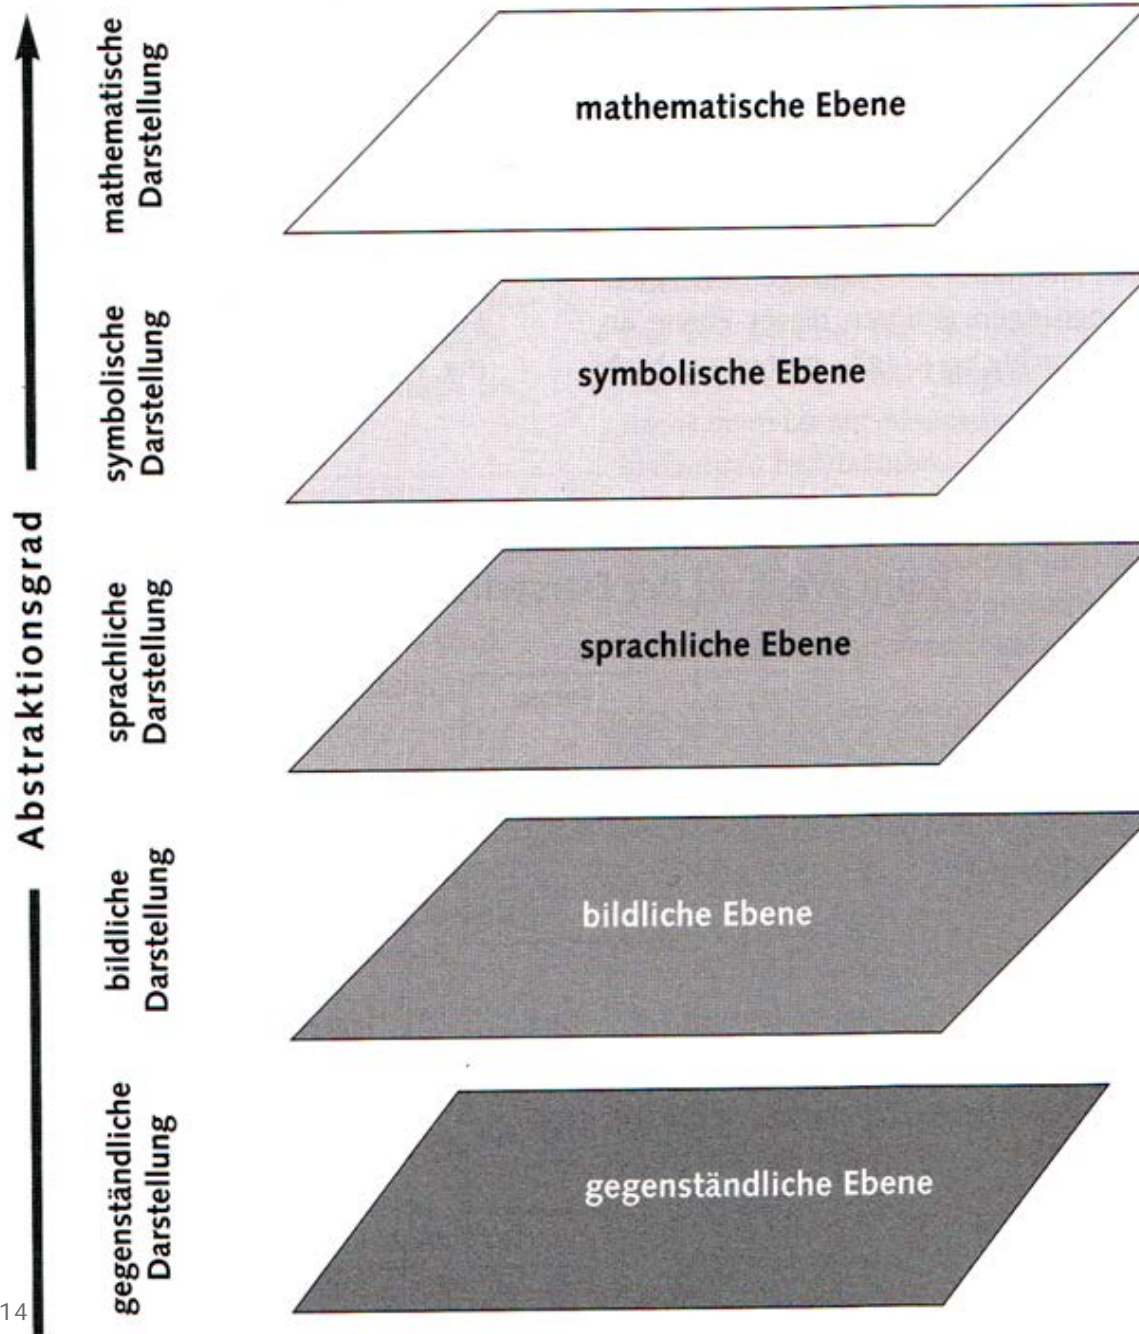 Abstraktionsgrad
mathematische
Darstellung
mathematische Ebene
symbolische
Darstellung
symbolische Ebene
sprachliche
Darstellung
sprachliche Ebene
bildliche
Darstellung
bildliche Ebene
gegenständliche
Darstellung
gegenständliche Ebene
14